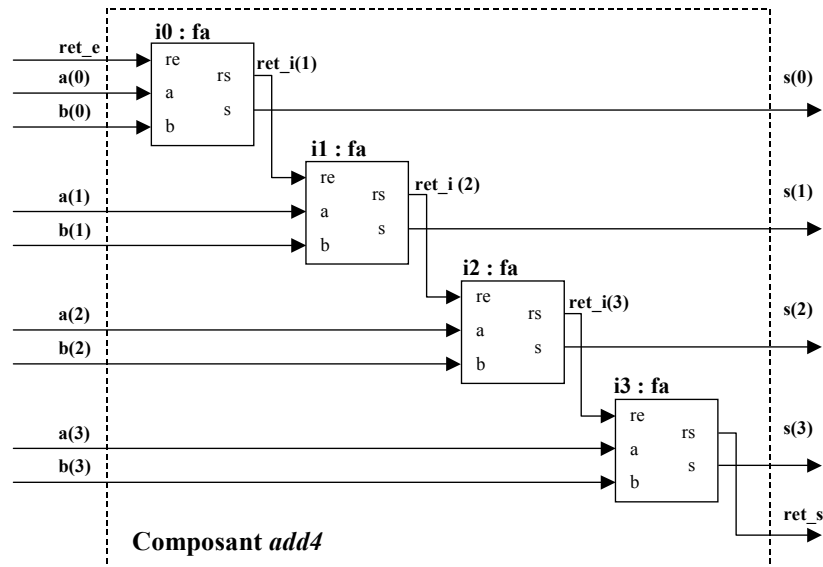 i0 : fa
ret_e
re
rs
ret_i(1)
a(0)
a
s
s(0)
b(0)
b
i1 : fa
re
rs
ret_i (2)
a(1)
a
s
s(1)
b(1)
b
i2 : fa
re
rs
ret_i(3)
a(2)
a
s
s(2)
b(2)
b
i3 : fa
re
rs
a(3)
a
s
s(3)
b(3)
b
ret_s
Composant add4